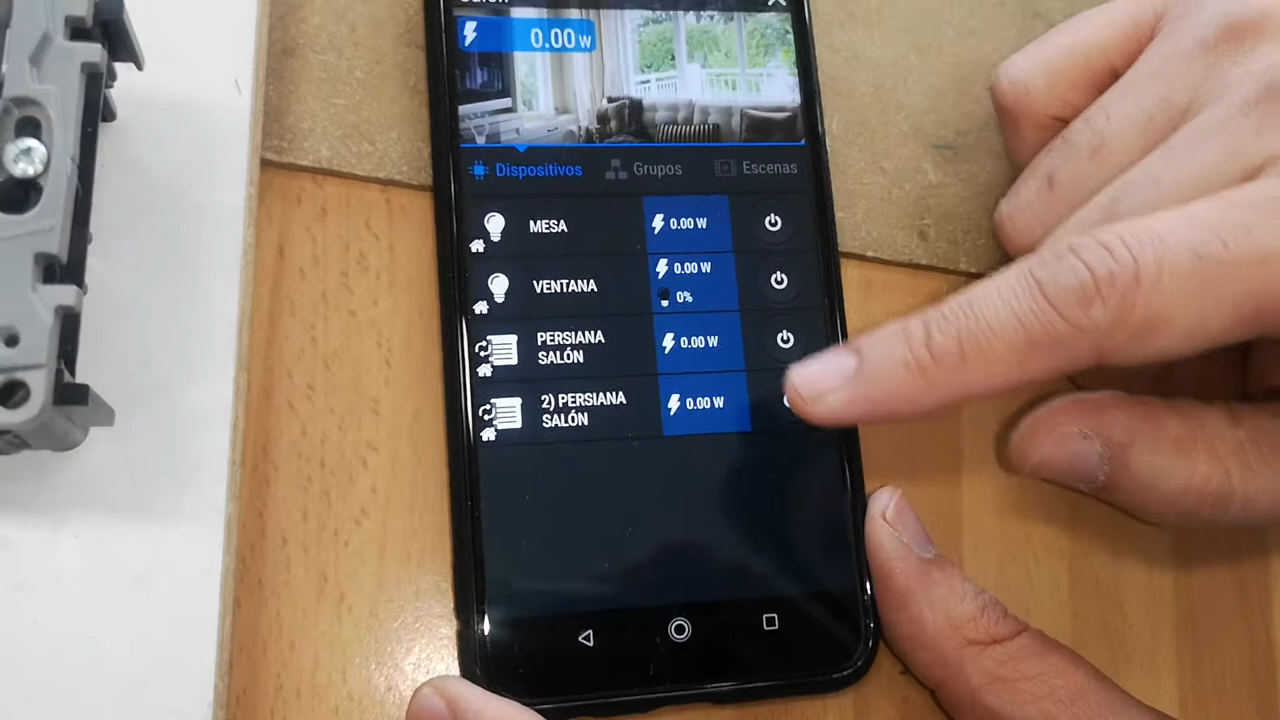 Salón
0.00 W
Dispositivos Grupos Escenas
MESA 0.00 W
VENTANA 0.00 W
0%
PERSIANA SALÓN 0.00 W
2) PERSIANA SALÓN 0.00 W